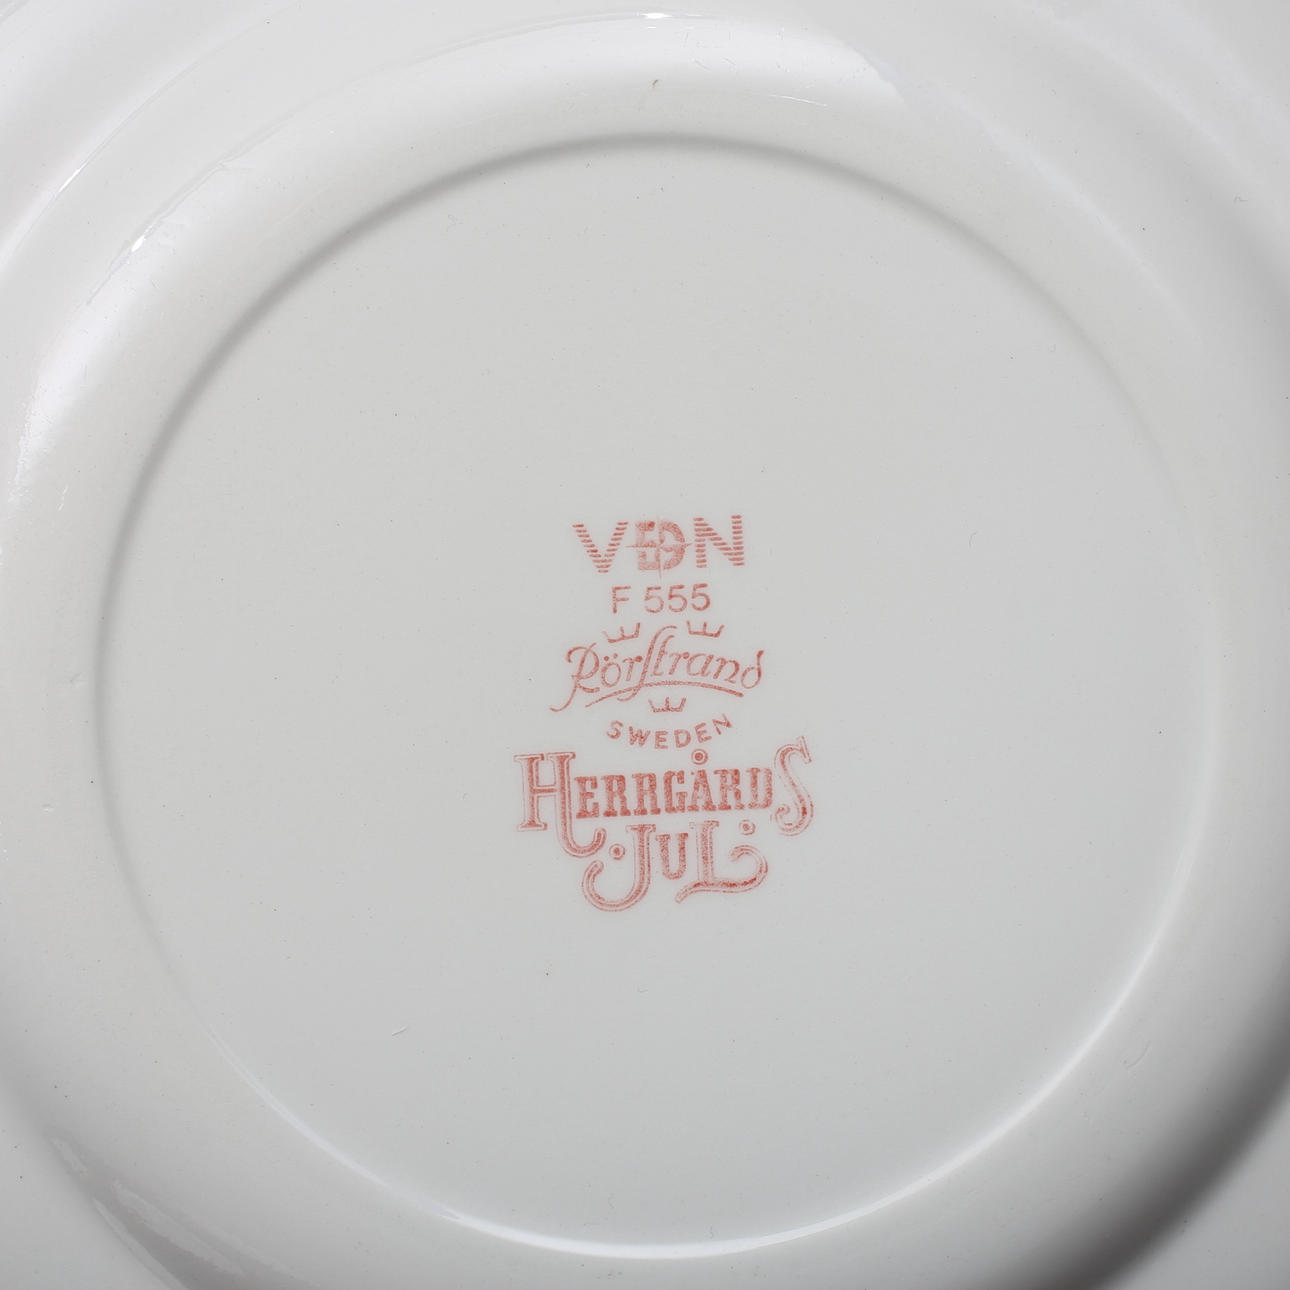 VDN
F 555
Rörstrand
SWEDEN
HERRGÅRDS
JUL